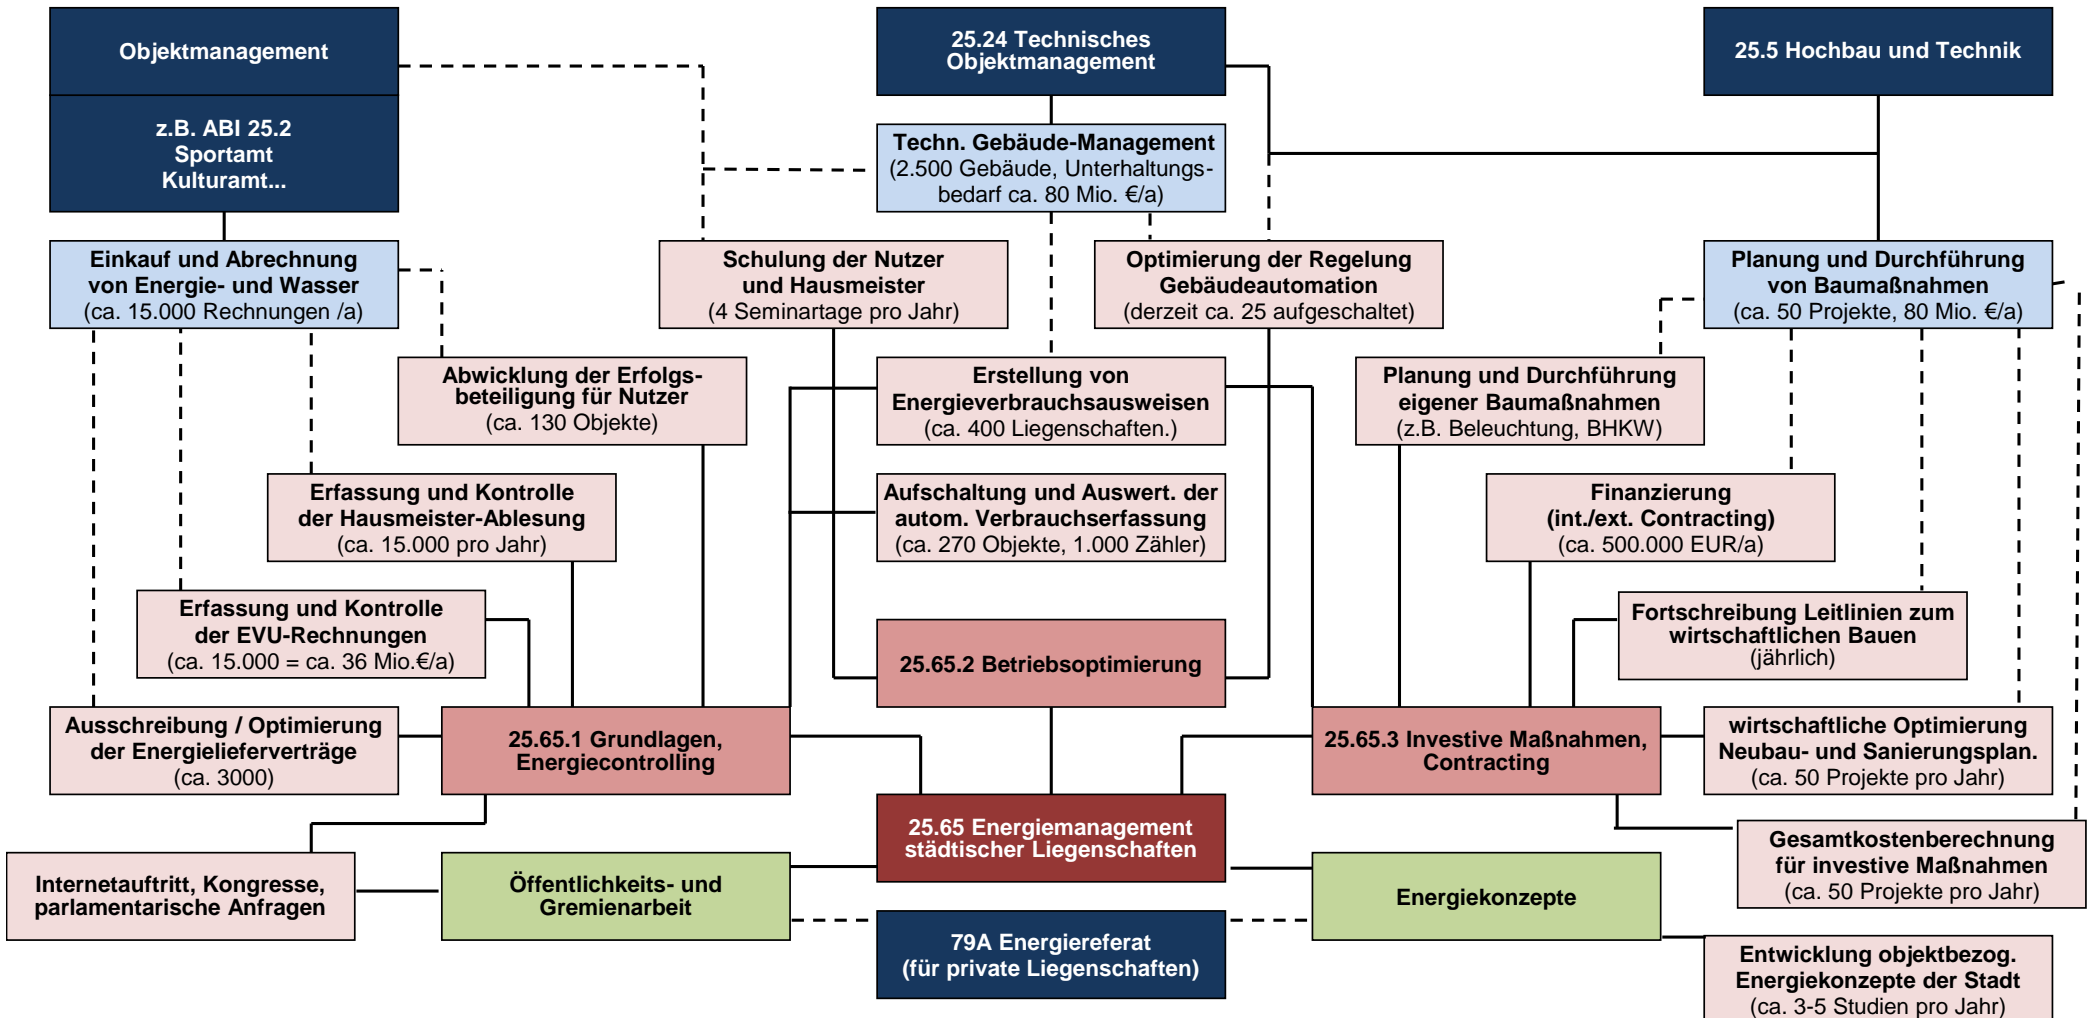 Objektmanagement
z.B. ABI 25.2
Sportamt
Kulturamt...
25.24 Technisches
Objektmanagement
25.5 Hochbau und Technik
Techn. Gebäude-Management
(2.500 Gebäude, Unterhaltungs-
bedarf ca. 80 Mio. €/a)
Einkauf und Abrechnung
von Energie- und Wasser
(ca. 15.000 Rechnungen /a)
Schulung der Nutzer
und Hausmeister
(4 Seminartage pro Jahr)
Optimierung der Regelung
Gebäudeautomation
(derzeit ca. 25 aufgeschaltet)
Planung und Durchführung
von Baumaßnahmen
(ca. 50 Projekte, 80 Mio. €/a)
Abwicklung der Erfolgs-
beteiligung für Nutzer
(ca. 130 Objekte)
Erstellung von
Energieverbrauchsausweisen
(ca. 400 Liegenschaften.)
Planung und Durchführung
eigener Baumaßnahmen
(z.B. Beleuchtung, BHKW)
Erfassung und Kontrolle
der Hausmeister-Ablesung
(ca. 15.000 pro Jahr)
Aufschaltung und Auswert. der
autom. Verbrauchserfassung
(ca. 270 Objekte, 1.000 Zähler)
Finanzierung
(int./ext. Contracting)
(ca. 500.000 EUR/a)
Erfassung und Kontrolle
der EVU-Rechnungen
(ca. 15.000 = ca. 36 Mio.€/a)
25.65.2 Betriebsoptimierung
Fortschreibung Leitlinien zum
wirtschaftlichen Bauen
(jährlich)
Ausschreibung / Optimierung
der Energielieferverträge
(ca. 3000)
25.65.1 Grundlagen,
Energiecontrolling
25.65.3 Investive Maßnahmen,
Contracting
wirtschaftliche Optimierung
Neubau- und Sanierungsplan.
(ca. 50 Projekte pro Jahr)
25.65 Energiemanagement
städtischer Liegenschaften
Gesamtkostenberechnung
für investive Maßnahmen
(ca. 50 Projekte pro Jahr)
Internetauftritt, Kongresse,
parlamentarische Anfragen
Öffentlichkeits- und
Gremienarbeit
Energiekonzepte
79A Energiereferat
(für private Liegenschaften)
Entwicklung objektbezog.
Energiekonzepte der Stadt
(ca. 3-5 Studien pro Jahr)